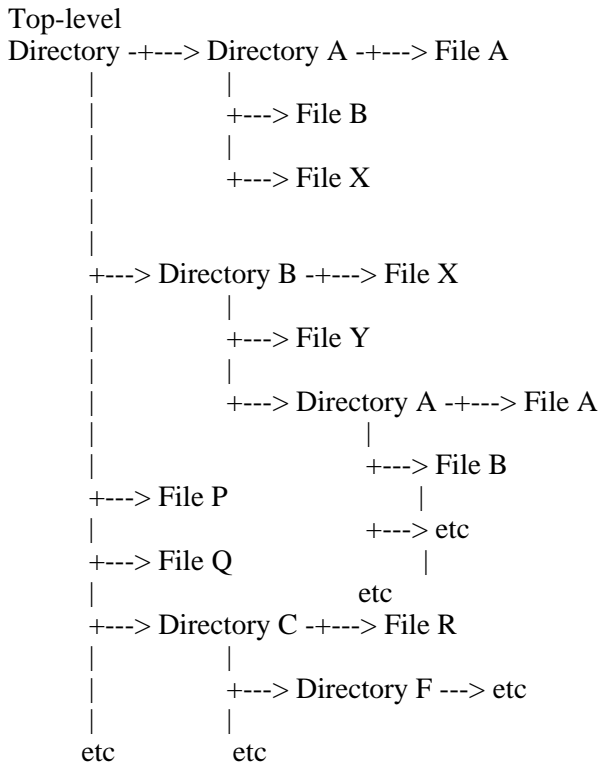 Top-level
Directory -+---> Directory A -+---> File A
| |
| +---> File B
| |
| +---> File X
|
|
+---> Directory B -+---> File X
| |
| +---> File Y
| |
| +---> Directory A -+---> File A
| |
| +---> File B
+---> File P |
| +---> etc
+---> File Q |
| etc
+---> Directory C -+---> File R
| |
| +---> Directory F ---> etc
| |
etc etc